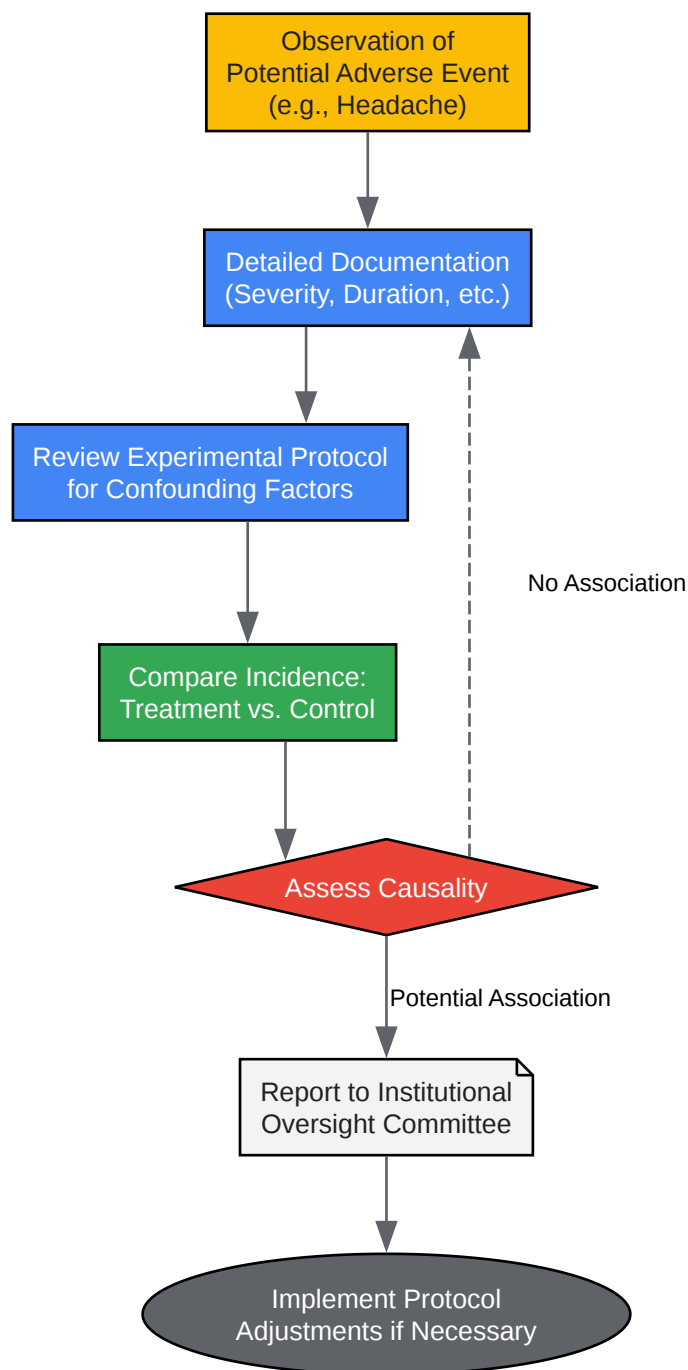 Observation of
Potential Adverse Event
(e.g., Headache)
Detailed Documentation
(Severity, Duration, etc.)
Review Experimental Protocol
for Confounding Factors
No Association
Compare Incidence:
Treatment vs. Control
Assess Causality
Potential Association
Report to Institutional
Oversight Committee
Implement Protocol
Adjustments if Necessary